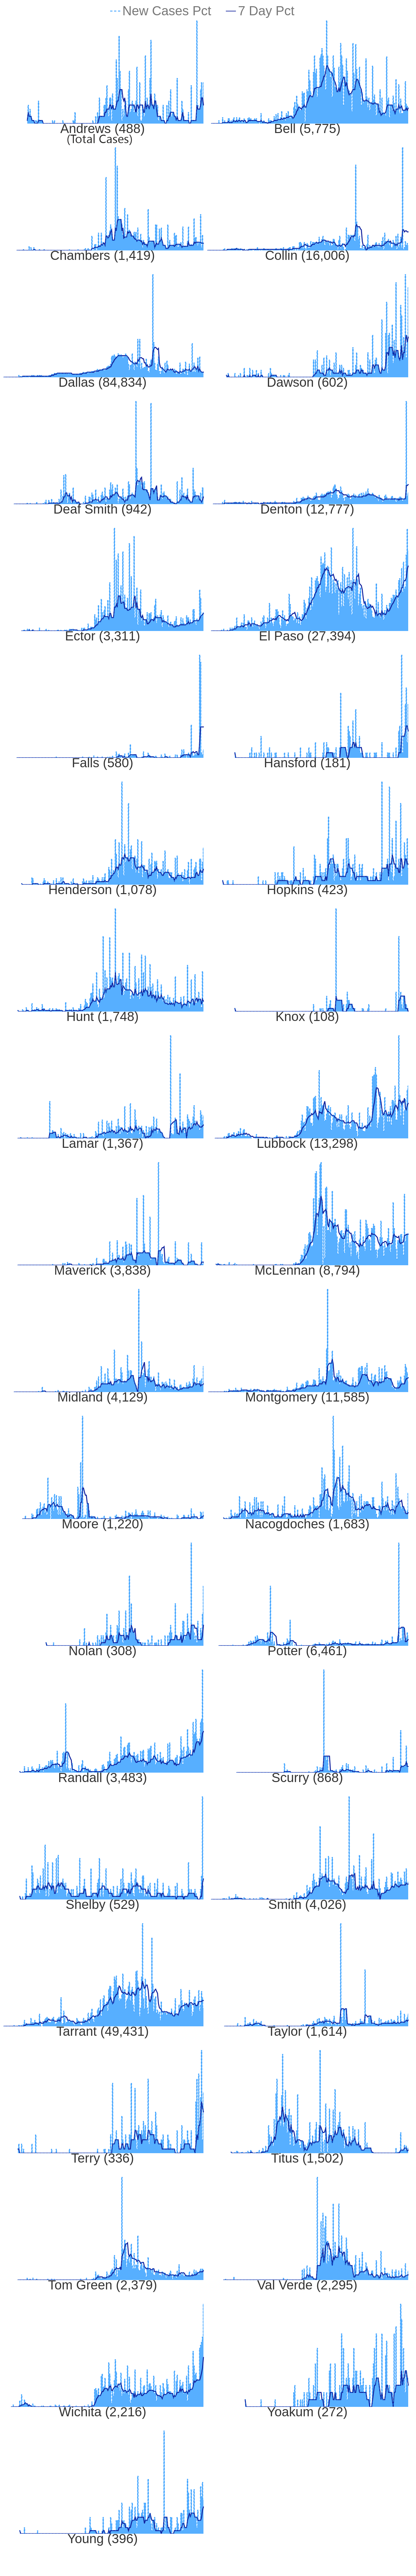 New Cases Pct 7 Day Pct
Andrews (488) Bell (5,775)
(Total Cases)
Chambers (1,419) Collin (16,006)
Dallas (84,834) Dawson (602)
Deaf Smith (942) Denton (12,777)
Ector (3,311) El Paso (27,394)
Falls (580) Hansford (181)
Henderson (1,078) Hopkins (423)
Hunt (1,748) Knox (108)
Lamar (1,367) Lubbock (13,298)
Maverick (3,838) McLennan (8,794)
Midland (4,129) Montgomery (11,585)
Moore (1,220) Nacogdoches (1,683)
Nolan (308) Potter (6,461)
Randall (3,483) Scurry (868)
Shelby (529) Smith (4,026)
Tarrant (49,431) Taylor (1,614)
Terry (336) Titus (1,502)
Tom Green (2,379) Val Verde (2,295)
Wichita (2,216) Yoakum (272)
Young (396)